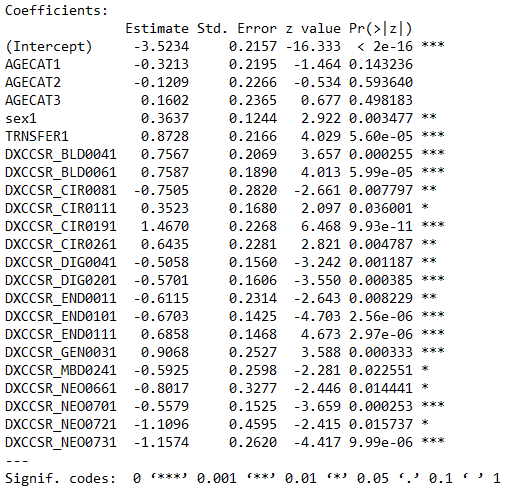 Coefficients:
Estimate Std. Error z value Pr(>|z|)
(Intercept) -3.5234 0.2157 -16.333 < 2e-16 ***
AGECAT1 -0.3213 0.2195 -1.464 0.143236
AGECAT2 -0.1209 0.2266 -0.534 0.593640
AGECAT3 0.1602 0.2365 0.677 0.498183
sex1 0.3637 0.1244 2.922 0.003477 **
TRNSFER1 0.8728 0.2166 4.029 5.60e-05 ***
DXCCSR_BLD0041 0.7567 0.2069 3.657 0.000255 ***
DXCCSR_BLD0061 0.7587 0.1890 4.013 5.99e-05 ***
DXCCSR_CIR0081 -0.7505 0.2820 -2.661 0.007797 **
DXCCSR_CIR0111 0.3523 0.1680 2.097 0.036001 *
DXCCSR_CIR0191 1.4670 0.2268 6.468 9.93e-11 ***
DXCCSR_CIR0261 0.6435 0.2281 2.821 0.004787 **
DXCCSR_DIG0041 -0.5058 0.1560 -3.242 0.001187 **
DXCCSR_DIG0201 -0.5701 0.1606 -3.550 0.000385 ***
DXCCSR_END0011 -0.6115 0.2314 -2.643 0.008229 **
DXCCSR_END0101 -0.6703 0.1425 -4.703 2.56e-06 ***
DXCCSR_END0111 0.6858 0.1468 4.673 2.97e-06 ***
DXCCSR_GEN0031 0.9068 0.2527 3.588 0.000333 ***
DXCCSR_MBD0241 -0.5925 0.2598 -2.281 0.022551 *
DXCCSR_NEO0661 -0.8017 0.3277 -2.446 0.014441 *
DXCCSR_NEO0701 -0.5579 0.1525 -3.659 0.000253 ***
DXCCSR_NEO0721 -1.1096 0.4595 -2.415 0.015737 *
DXCCSR_NEO0731 -1.1574 0.2620 -4.417 9.99e-06 ***
---
Signif. codes: 0 ‘***’ 0.001 ‘**’ 0.01 ‘*’ 0.05 ‘.’ 0.1 ‘ ’ 1